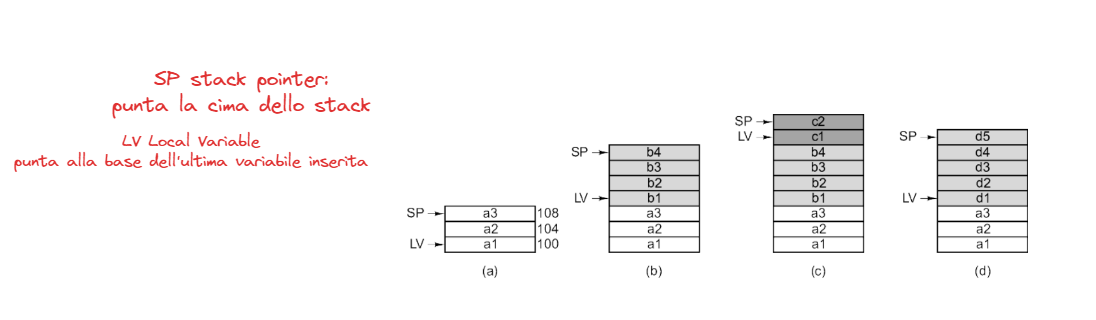 SP stack pointer:
punta la cima dello stack
LV Local Variable
punta alla base dell'ultima variabile inserita
SP a3 108
a2 104
LV a1 100
(a)
SP b4
b3
b2
LV b1
a3
a2
a1
(b)
SP c2
LV c1
b4
b3
b2
b1
a3
a2
a1
(c)
SP d5
d4
d3
d2
LV d1
a3
a2
a1
(d)